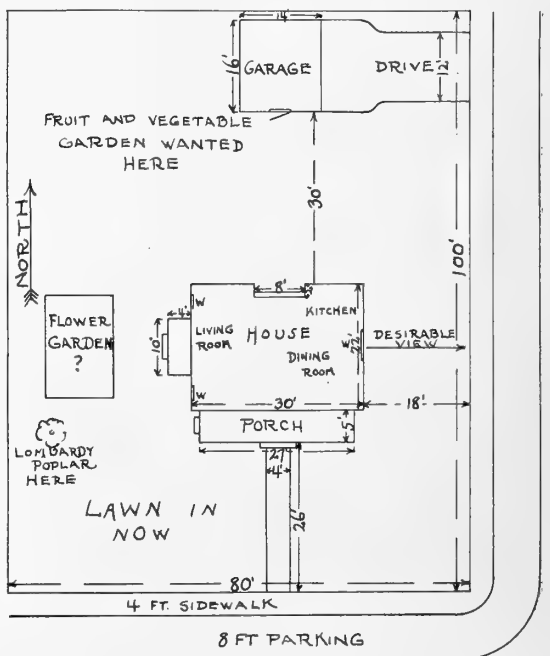 14'
16'
GARAGE
DRIVE
12'
FRUIT AND VEGETABLE
GARDEN WANTED
HERE
30'
NORTH
100'
8'
W
KITCHEN
4'
FLOWER
GARDEN
?
10'
LIVING
ROOM
HOUSE
DINING
ROOM
W
22'
DESIRABLE
VIEW
W
30'
18'
PORCH
5'
LOMBARDY
POPLAR
HERE
27'
4'
26'
LAWN IN
NOW
80'
4 FT. SIDEWALK
8 FT PARKING